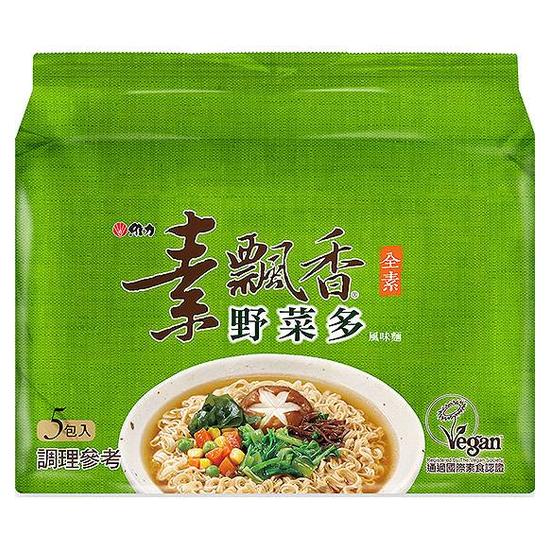 維力
素飄香®
全素
野菜多 風味麵
5包入
調理參考
Vegan
Registered by The Vegan Society
通過國際素食認證